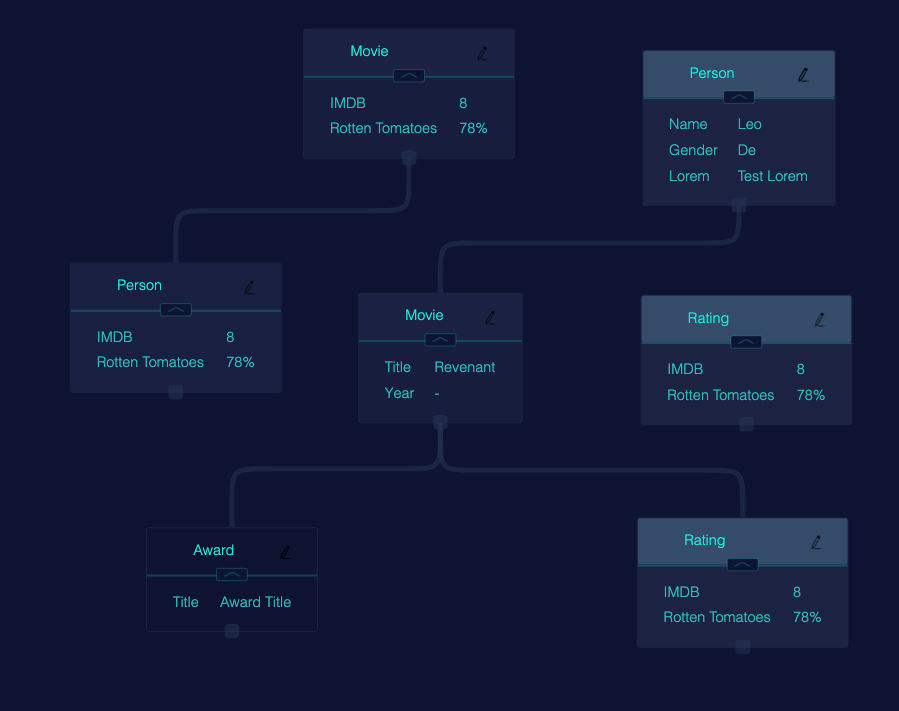 Movie
IMDB 8
Rotten Tomatoes 78%
Person
Name Leo
Gender De
Lorem Test Lorem
Person
IMDB 8
Rotten Tomatoes 78%
Movie
Title Revenant
Year -
Rating
IMDB 8
Rotten Tomatoes 78%
Award
Title Award Title
Rating
IMDB 8
Rotten Tomatoes 78%